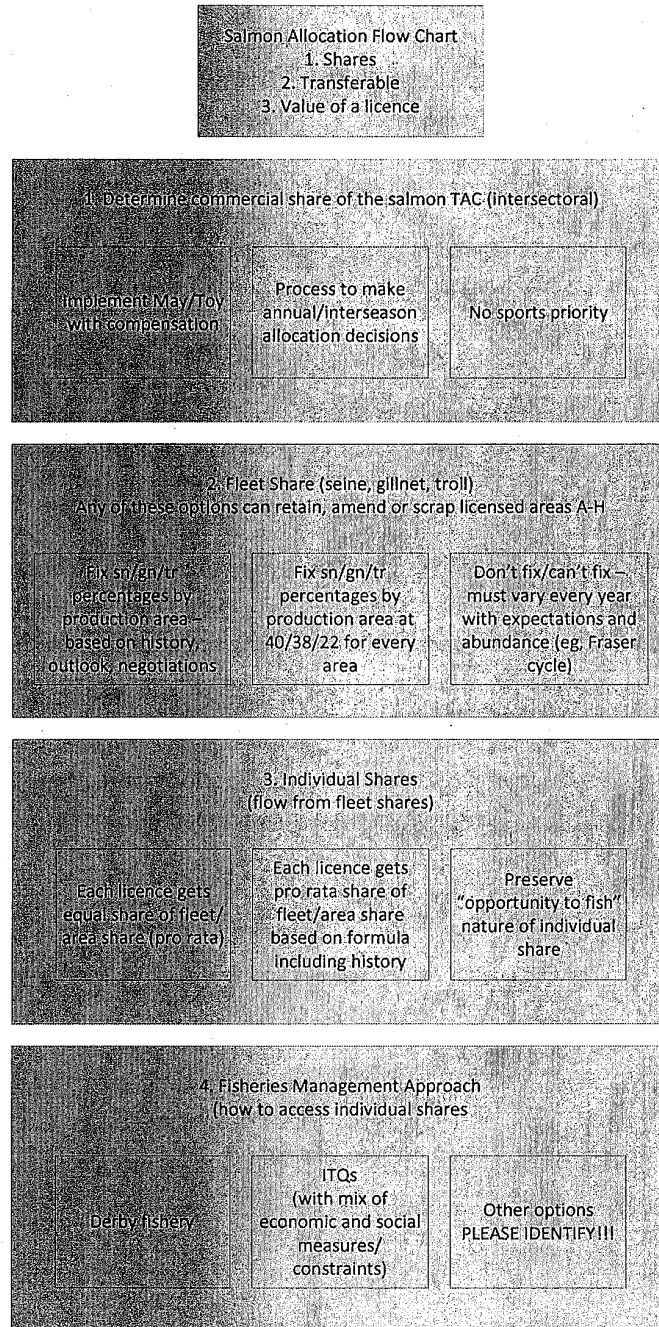 Salmon Allocation Flow Chart
1. Shares
2. Transferable
3. Value of a licence
1. Determine commercial share of the salmon TAC (intersectoral)
Implement May/Toy
with compensation
Process to make
annual/interseason
allocation decisions
No sports priority
2. Fleet Share (seine, gillnet, troll)
Any of these options can retain, amend or scrap licensed areas A-H
Fix sn/gn/tr
percentages by
production area –
based on history,
outlook, negotiations
Fix sn/gn/tr
percentages by
production area at
40/38/22 for every
area
Don't fix/can't fix –
must vary every year
with expectations and
abundance (eg, Fraser
cycle)
3. Individual Shares
(flow from fleet shares)
Each licence gets
equal share of fleet/
area share (pro rata)
Each licence gets
pro rata share of
fleet/area share
based on formula
including history
Preserve
"opportunity to fish"
nature of individual
share
4. Fisheries Management Approach
(how to access individual shares
Derby fishery
ITQs
(with mix of
economic and social
measures/
constraints)
Other options
PLEASE IDENTIFY!!!